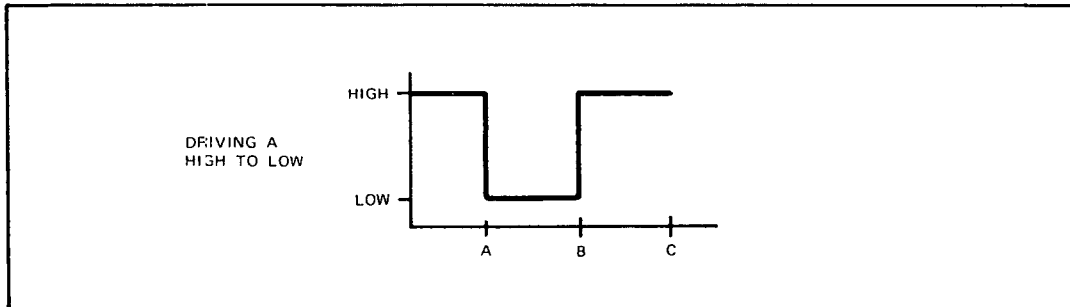 HIGH
DRIVING A
HIGH TO LOW
LOW
A B C